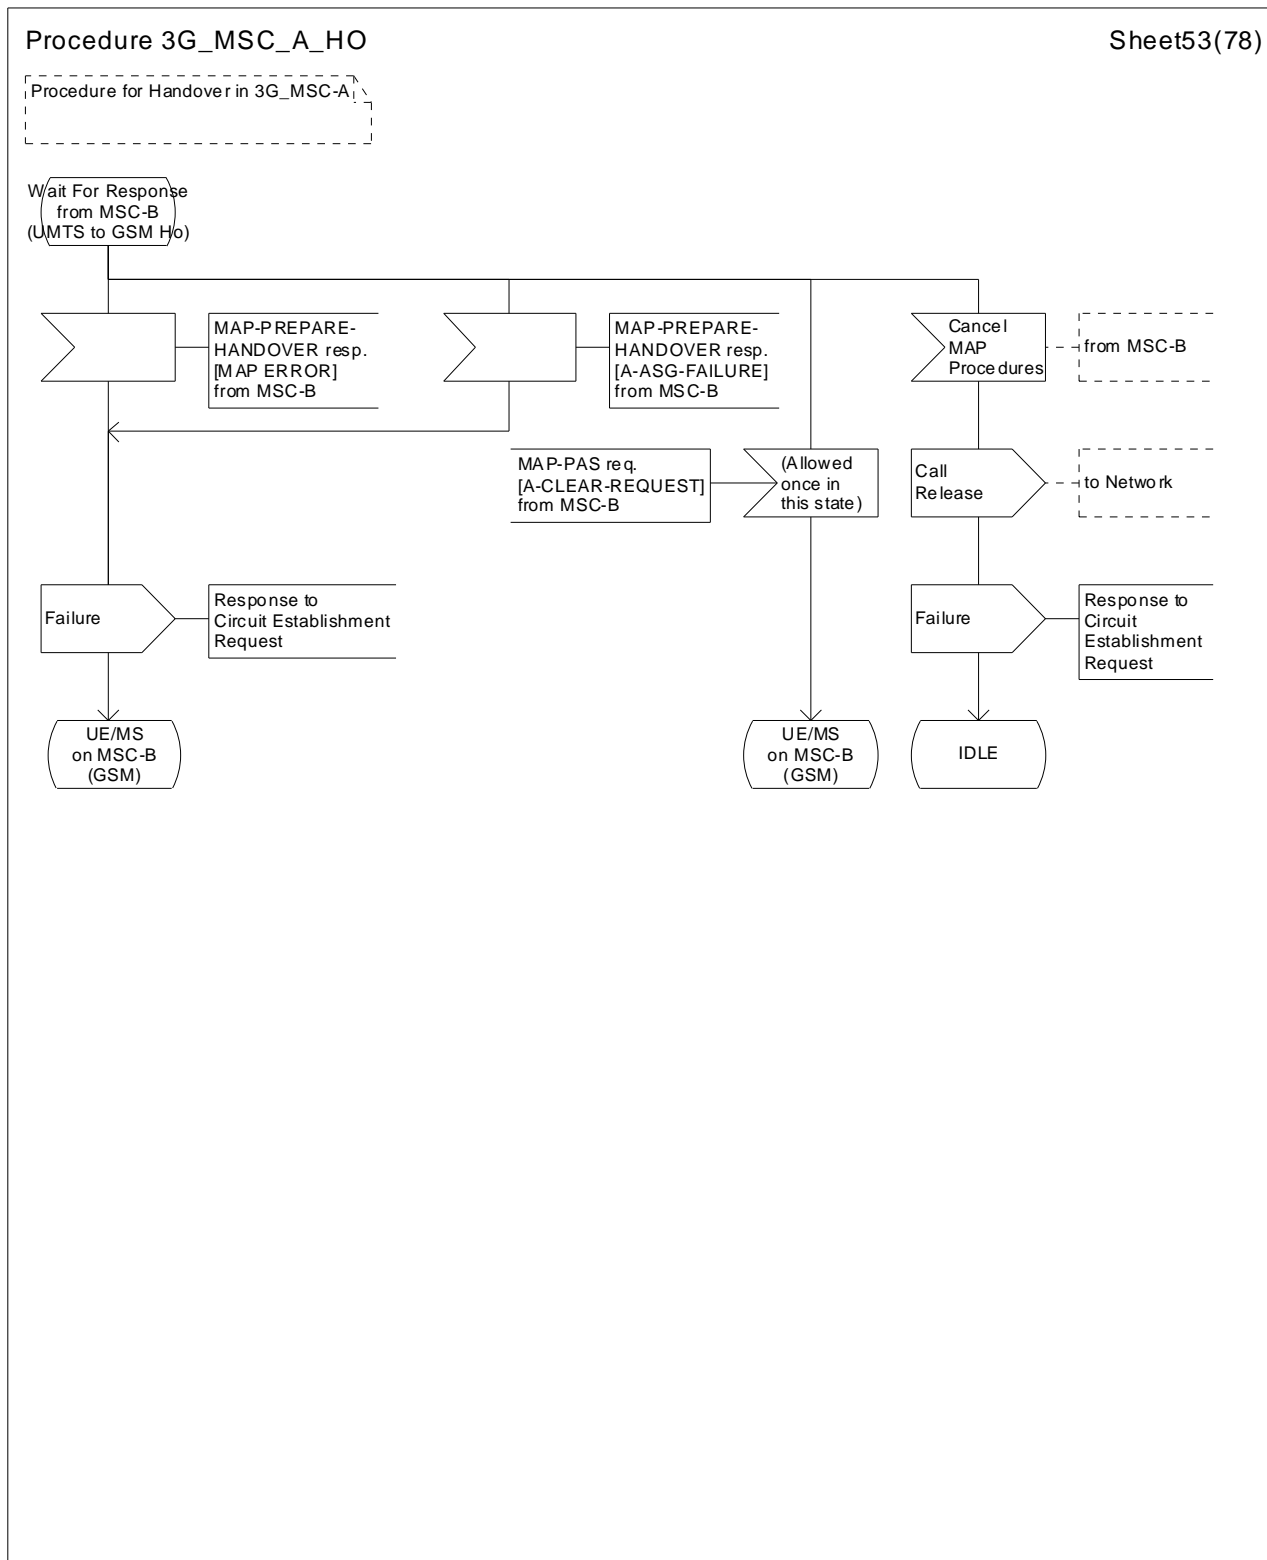 Procedure 3G_MSC_A_HO
Sheet53(78)
Procedure for Handover in 3G_MSC-A
Wait For Response
from MSC-B
(UMTS to GSM Ho)
MAP-PREPARE-
HANDOVER resp.
[MAP ERROR]
from MSC-B
MAP-PREPARE-
HANDOVER resp.
[A-ASG-FAILURE]
from MSC-B
Cancel
MAP
Procedures
from MSC-B
MAP-PAS req.
[A-CLEAR-REQUEST]
from MSC-B
(Allowed
once in
this state)
Call
Release
to Network
Failure
Response to
Circuit Establishment
Request
Failure
Response to
Circuit
Establishment
Request
UE/MS
on MSC-B
(GSM)
UE/MS
on MSC-B
(GSM)
IDLE